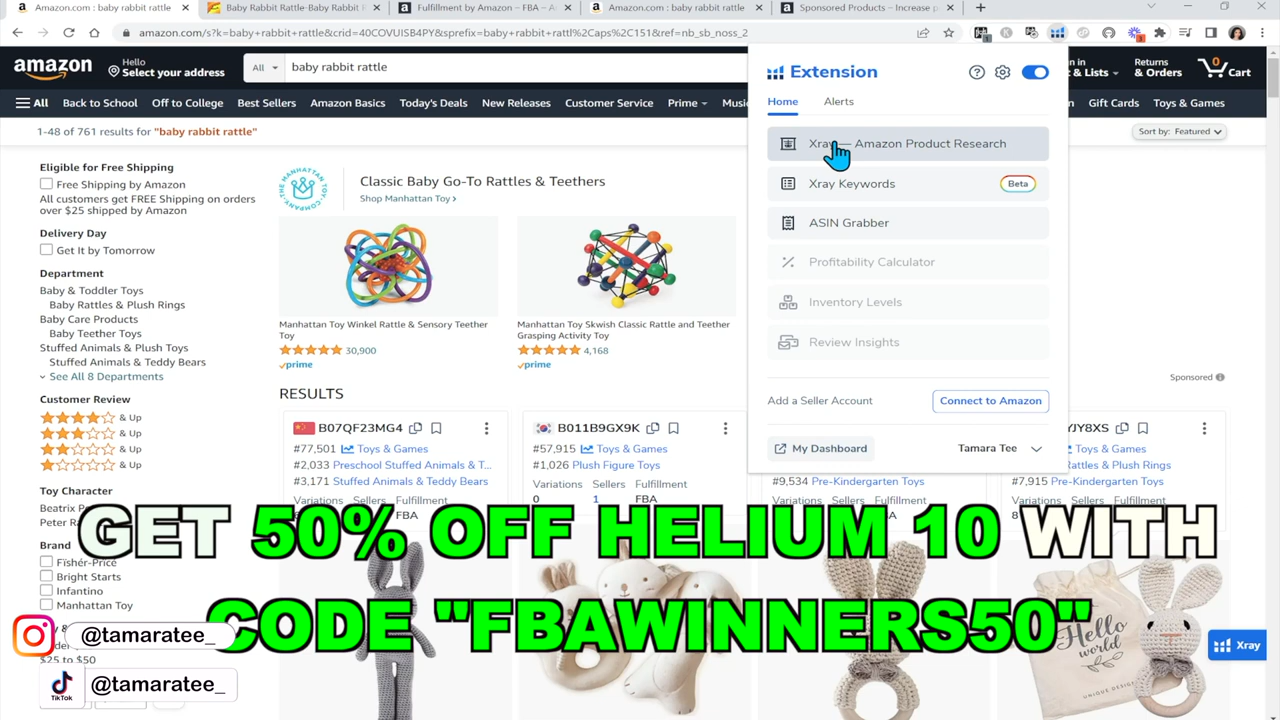 Amazon.com : baby rabbit rattle
Baby Rabbit Rattle-Baby Rabbit R
Fulfillment by Amazon – FBA – A
Amazon.com : baby rabbit rattle
Sponsored Products – Increase p
amazon.com/s?k=baby+rabbit+rattle&crid=40COVUISB4PY&sprefix=baby+rabbit+rattl%2Caps%2C151&ref=nb_sb_noss_2
amazon
Hello
Select your address
All
baby rabbit rattle
n in
& Lists
Returns
& Orders
0
Cart
All
Back to School
Off to College
Best Sellers
Amazon Basics
Today's Deals
New Releases
Customer Service
Prime
Music
Gift Cards
Toys & Games
1-48 of 761 results for "baby rabbit rattle"
Sort by: Featured
Extension
Home
Alerts
Xray — Amazon Product Research
Xray Keywords
Beta
ASIN Grabber
Profitability Calculator
Inventory Levels
Review Insights
Add a Seller Account
Connect to Amazon
My Dashboard
Tamara Tee
Eligible for Free Shipping
Free Shipping by Amazon
All customers get FREE Shipping on orders
over $25 shipped by Amazon
Delivery Day
Get It by Tomorrow
Department
Baby & Toddler Toys
Baby Rattles & Plush Rings
Baby Care Products
Baby Teether Toys
Stuffed Animals & Plush Toys
Stuffed Animals & Teddy Bears
See All 8 Departments
Customer Review
& Up
& Up
& Up
& Up
Toy Character
Beatrix P
Peter R
Brand
Fisher-Price
Bright Starts
Infantino
Manhattan Toy
$25 to $50
THE MANHATTAN TOY COMPANY
Classic Baby Go-To Rattles & Teethers
Shop Manhattan Toy ›
Manhattan Toy Winkel Rattle & Sensory Teether
Toy
30,900
prime
Manhattan Toy Skwish Classic Rattle and Teether
Grasping Activity Toy
4,168
prime
Sponsored
RESULTS
B07QF23MG4
#77,501 Toys & Games
#2,033 Preschool Stuffed Animals & T...
#3,171 Stuffed Animals & Teddy Bears
Variations Sellers Fulfillment
FBA
B011B9GX9K
#57,915 Toys & Games
#1,026 Plush Figure Toys
Variations Sellers Fulfillment
0 1 FBA
#9,534 Pre-Kindergarten Toys
Variations Sellers Fulfillment
YJY8XS
Toys & Games
Rattles & Plush Rings
#7,915 Pre-Kindergarten Toys
Variations Sellers Fulfillment
8
GET 50% OFF HELIUM 10 WITH
CODE "FBAWINNERS50"
@tamaratee_
TikTok
@tamaratee_
Hello
world
Xray